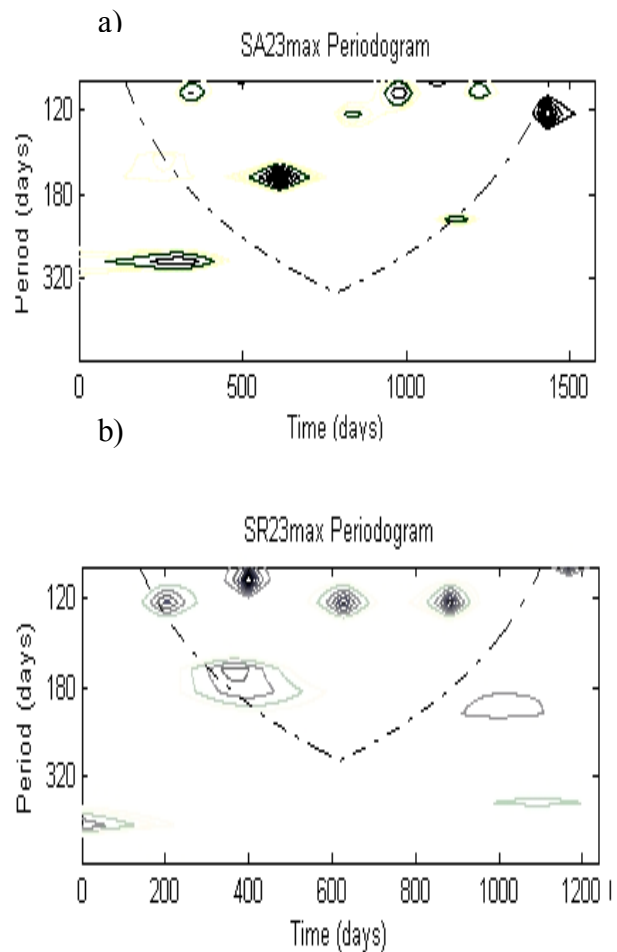 a)
SA23max Periodogram
Period (days)
120
180
320
0 500 1000 1500
Time (days)
b)
SR23max Periodogram
Period (days)
120
180
320
0 200 400 600 800 1000 1200
Time (days)